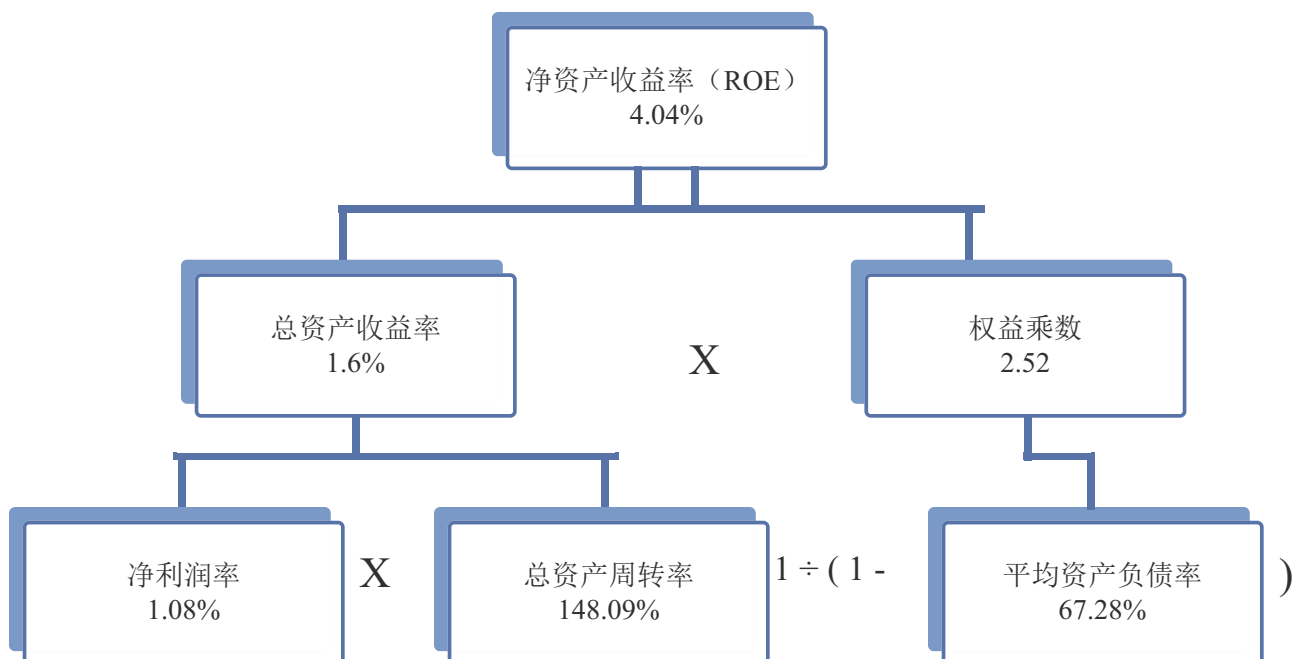 净资产收益率（ROE）
4.04%
总资产收益率
1.6%
X
权益乘数
2.52
净利润率
1.08%
X
总资产周转率
148.09%
1 ÷ ( 1 -
平均资产负债率
67.28%
)